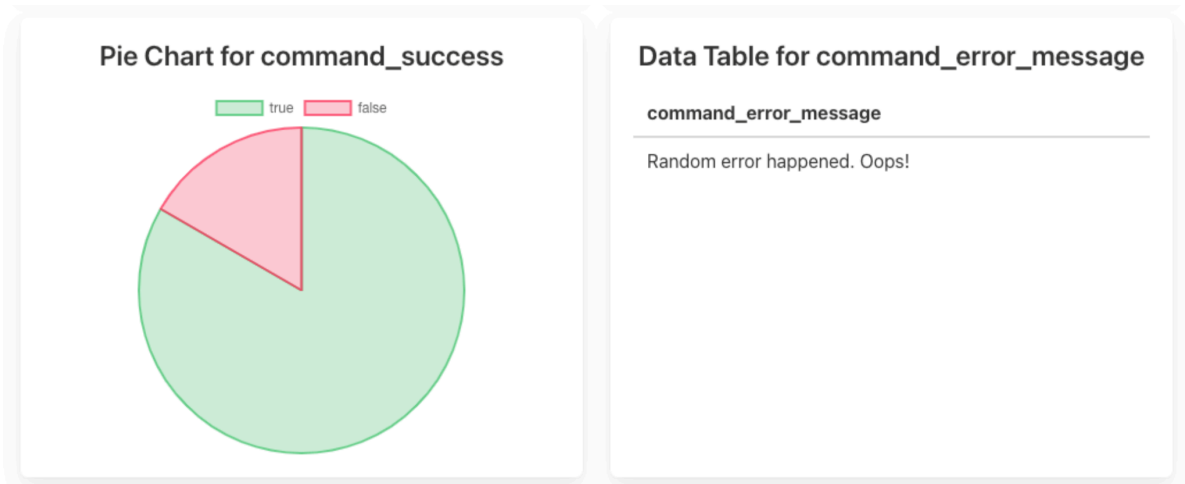 Pie Chart for command_success
true
false
Data Table for command_error_message
command_error_message
Random error happened. Oops!